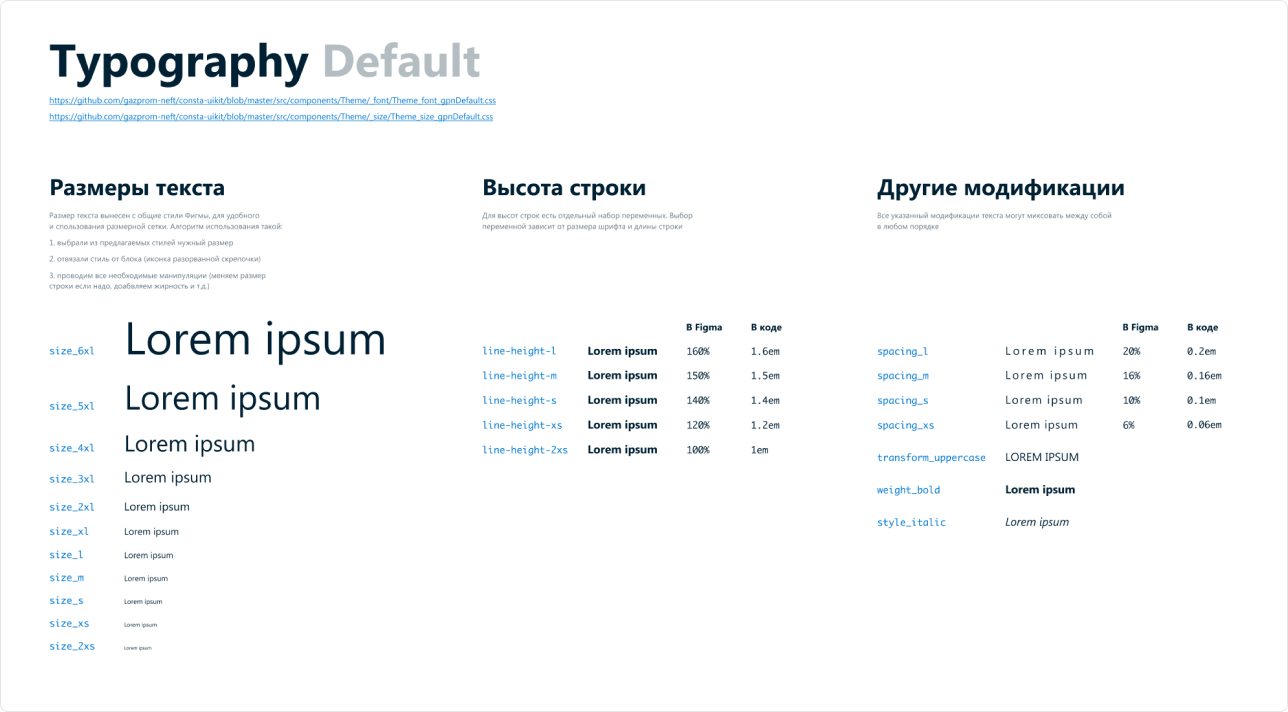 Typography Default
https://github.com/gazprom-neft/consta-uikit/blob/master/src/components/Theme/_font/Theme_font_gpnDefault.css
https://github.com/gazprom-neft/consta-uikit/blob/master/src/components/Theme/_size/Theme_size_gpnDefault.css
Размеры текста
Размер текста вынесен с общие стили Фигмы, для удобного
и спользования размерной сетки. Алгоритм использования такой:
1. выбрали из предлагаемых стилей нужный размер
2. отвязали стиль от блока (иконка разорванной скрепочки)
3. проводим все необходимые манипуляции (меняем размер
строки если надо, доабвляем жирность и т.д.)
size_6xl Lorem ipsum
size_5xl Lorem ipsum
size_4xl Lorem ipsum
size_3xl Lorem ipsum
size_2xl Lorem ipsum
size_xl Lorem ipsum
size_l Lorem ipsum
size_m Lorem ipsum
size_s Lorem ipsum
size_xs Lorem ipsum
size_2xs Lorem ipsum
Высота строки
Для высот строк есть отдельный набор переменных. Выбор
переменной зависит от размера шрифта и длины строки
В Figma В коде
line-height-l Lorem ipsum 160% 1.6em
line-height-m Lorem ipsum 150% 1.5em
line-height-s Lorem ipsum 140% 1.4em
line-height-xs Lorem ipsum 120% 1.2em
line-height-2xs Lorem ipsum 100% 1em
Другие модификации
Все указанный модификации текста могут миксовать между собой
в любом порядке
В Figma В коде
spacing_l Lorem ipsum 20% 0.2em
spacing_m Lorem ipsum 16% 0.16em
spacing_s Lorem ipsum 10% 0.1em
spacing_xs Lorem ipsum 6% 0.06em
transform_uppercase LOREM IPSUM
weight_bold Lorem ipsum
style_italic Lorem ipsum